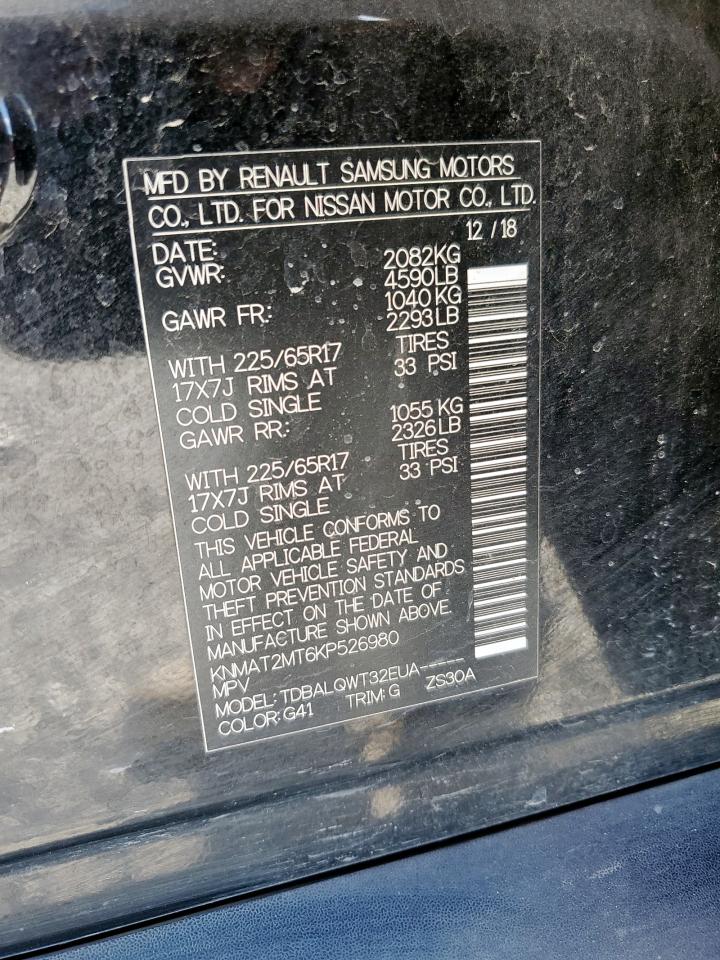 MFD BY RENAULT SAMSUNG MOTORS
CO., LTD. FOR NISSAN MOTOR CO., LTD.
DATE: 12 / 18
GVWR: 2082KG
4590LB
GAWR FR: 1040 KG
2293 LB
WITH 225/65R17 TIRES
17X7J RIMS AT 33 PSI
COLD SINGLE
GAWR RR: 1055 KG
2326 LB
WITH 225/65R17 TIRES
17X7J RIMS AT 33 PSI
COLD SINGLE
THIS VEHICLE CONFORMS TO
ALL APPLICABLE FEDERAL
MOTOR VEHICLE SAFETY AND
THEFT PREVENTION STANDARDS
IN EFFECT ON THE DATE OF
MANUFACTURE SHOWN ABOVE.
KNMAT2MT6KP526980
MPV
MODEL: TDBALQWT32EUA-----
COLOR: G41 TRIM: G ZS30A